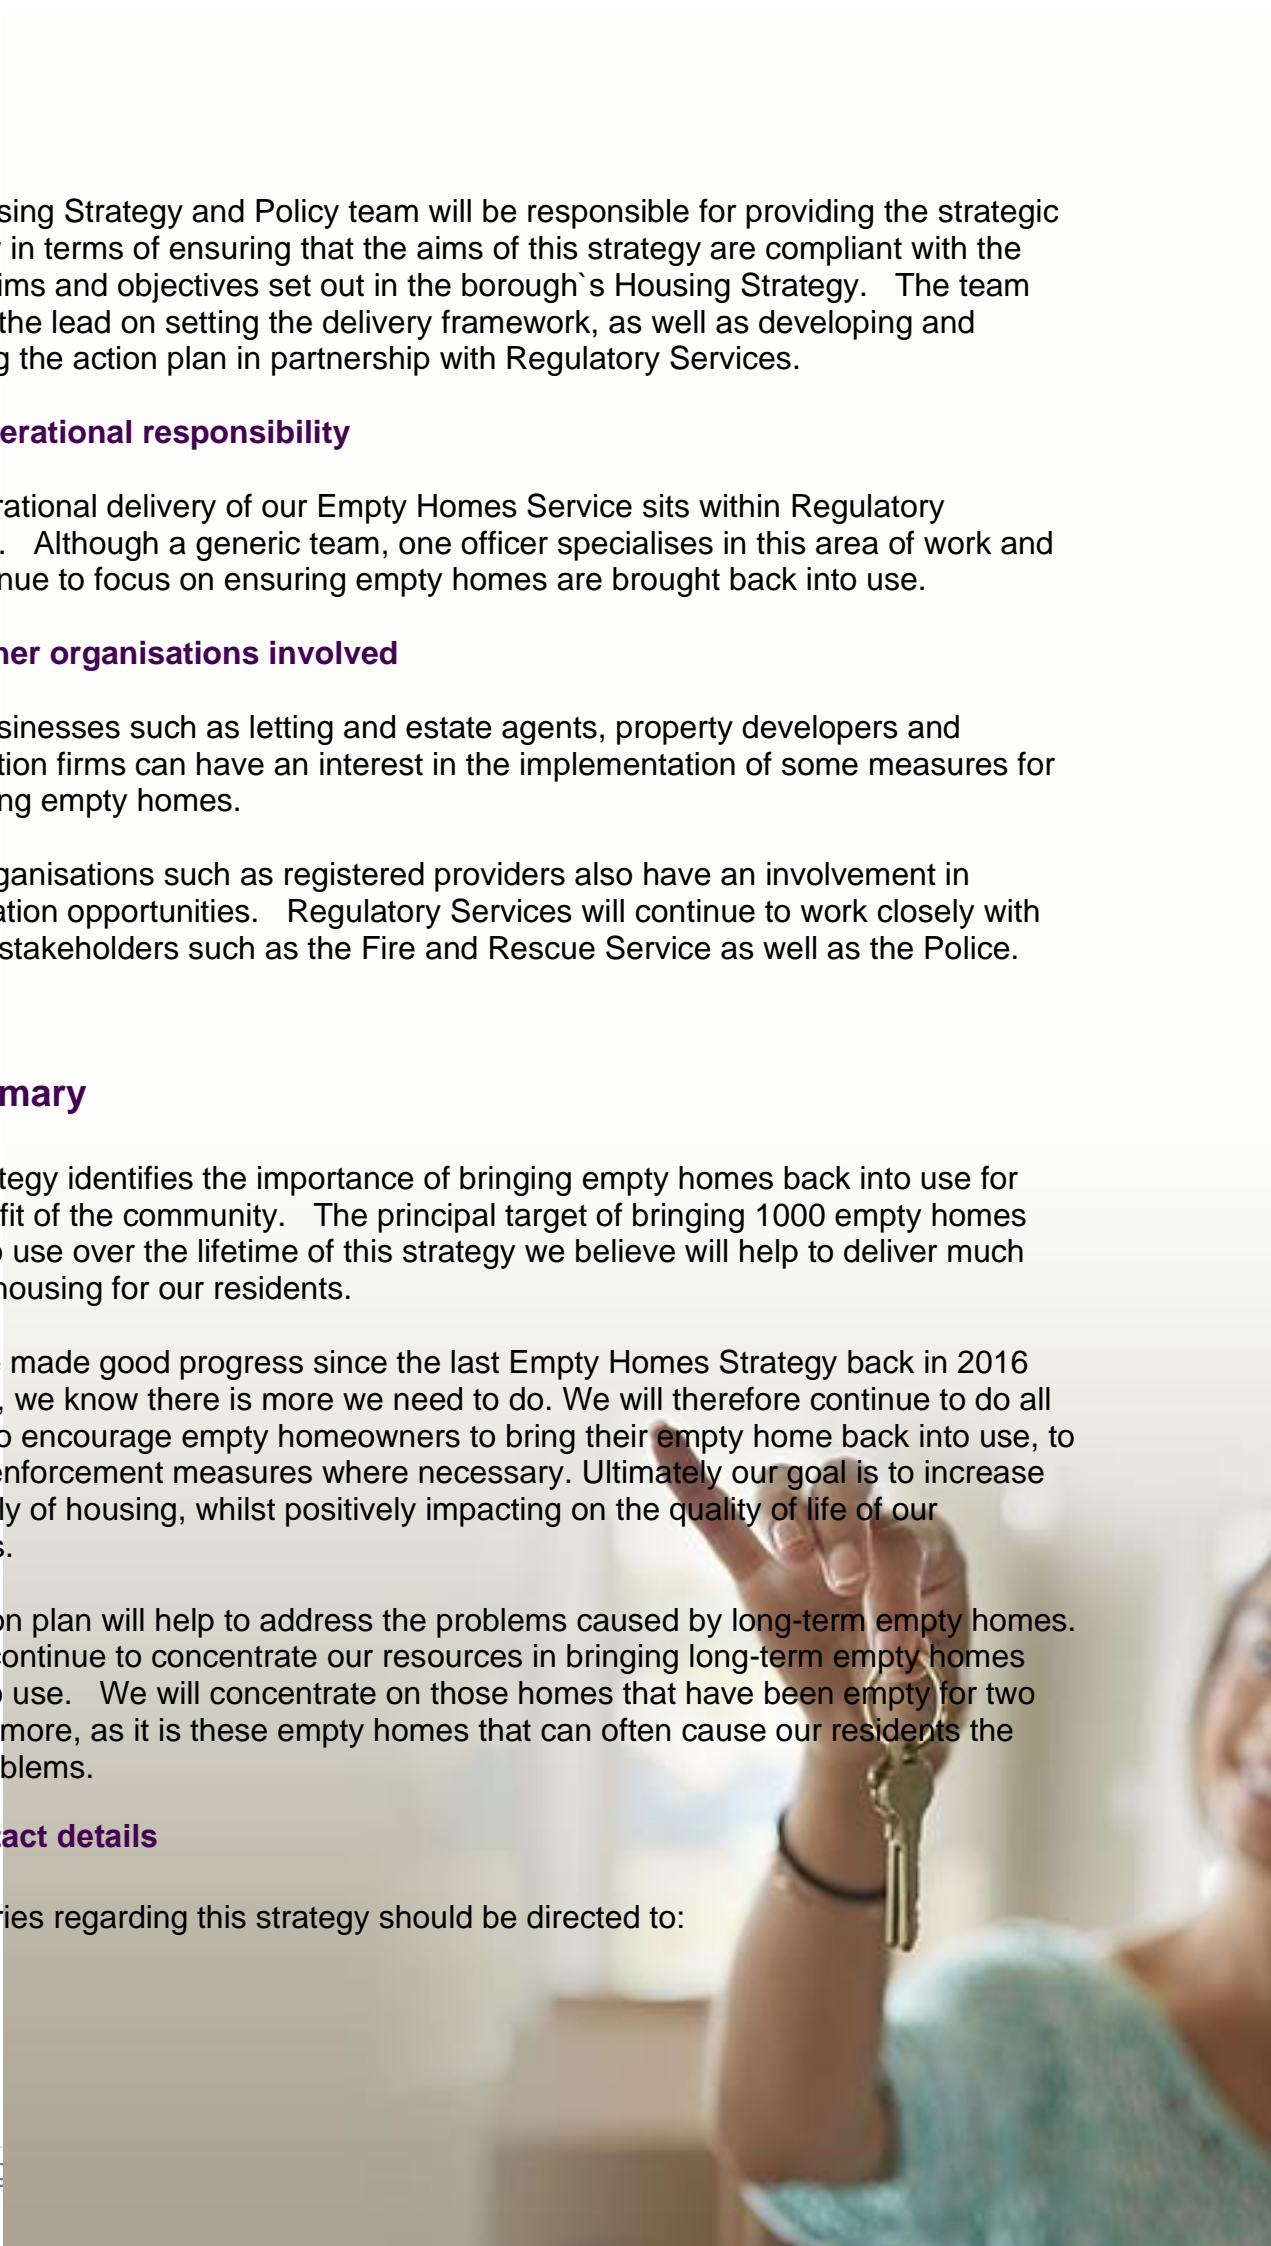 sing Strategy and Policy team will be responsible for providing the strategic
in terms of ensuring that the aims of this strategy are compliant with the
ims and objectives set out in the borough`s Housing Strategy. The team
the lead on setting the delivery framework, as well as developing and
g the action plan in partnership with Regulatory Services.
erational responsibility
rational delivery of our Empty Homes Service sits within Regulatory
. Although a generic team, one officer specialises in this area of work and
nue to focus on ensuring empty homes are brought back into use.
her organisations involved
sinesses such as letting and estate agents, property developers and
tion firms can have an interest in the implementation of some measures for
ng empty homes.
ganisations such as registered providers also have an involvement in
ation opportunities. Regulatory Services will continue to work closely with
stakeholders such as the Fire and Rescue Service as well as the Police.
mary
tegy identifies the importance of bringing empty homes back into use for
fit of the community. The principal target of bringing 1000 empty homes
o use over the lifetime of this strategy we believe will help to deliver much
housing for our residents.
made good progress since the last Empty Homes Strategy back in 2016
, we know there is more we need to do. We will therefore continue to do all
o encourage empty homeowners to bring their empty home back into use, to
enforcement measures where necessary. Ultimately our goal is to increase
ly of housing, whilst positively impacting on the quality of life of our
s.
on plan will help to address the problems caused by long-term empty homes.
continue to concentrate our resources in bringing long-term empty homes
o use. We will concentrate on those homes that have been empty for two
more, as it is these empty homes that can often cause our residents the
blems.
tact details
ries regarding this strategy should be directed to: